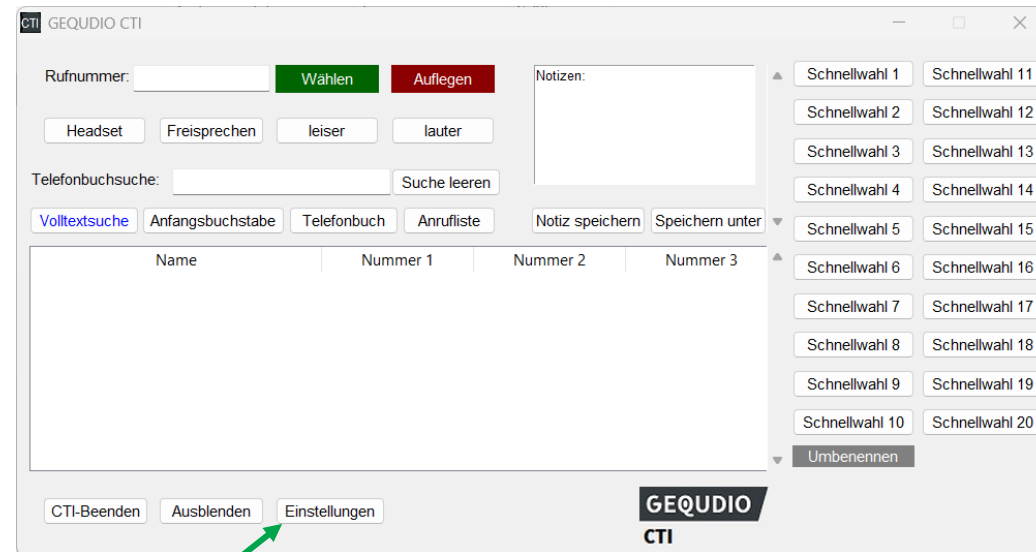 CTI GEQUDIO CTI
Rufnummer: Wählen Auflegen
Notizen:
Headset Freisprechen leiser lauter
Telefonbuchsuche: Suche leeren
Volltextsuche Anfangsbuchstabe Telefonbuch Anrufliste
Notiz speichern Speichern unter
Name Nummer 1 Nummer 2 Nummer 3
Schnellwahl 1 Schnellwahl 11
Schnellwahl 2 Schnellwahl 12
Schnellwahl 3 Schnellwahl 13
Schnellwahl 4 Schnellwahl 14
Schnellwahl 5 Schnellwahl 15
Schnellwahl 6 Schnellwahl 16
Schnellwahl 7 Schnellwahl 17
Schnellwahl 8 Schnellwahl 18
Schnellwahl 9 Schnellwahl 19
Schnellwahl 10 Schnellwahl 20
Umbenennen
CTI-Beenden Ausblenden Einstellungen
GEQUDIO
CTI